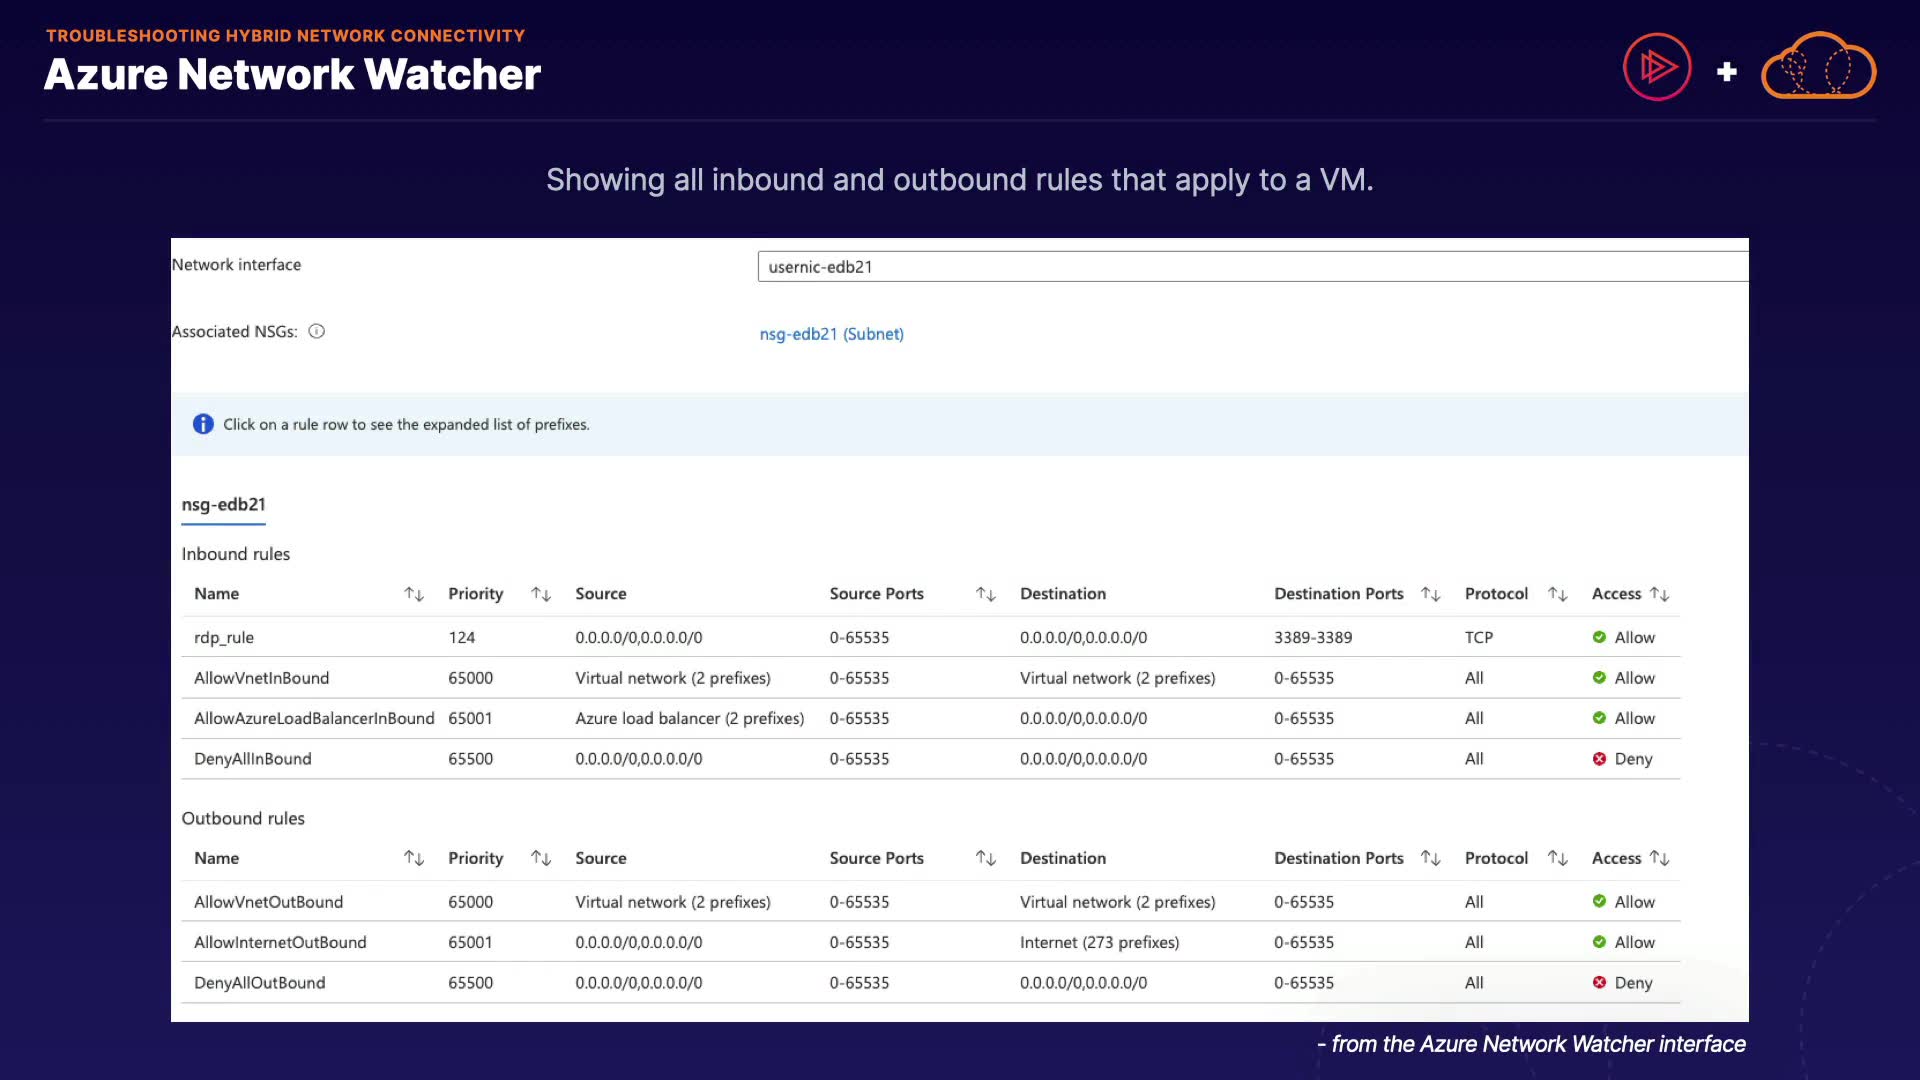 TROUBLESHOOTING HYBRID NETWORK CONNECTIVITY
Azure Network Watcher
+
Showing all inbound and outbound rules that apply to a VM.
Network interface usernic-edb21
Associated NSGs: nsg-edb21 (Subnet)
Click on a rule row to see the expanded list of prefixes.
nsg-edb21
Inbound rules
Name Priority Source Source Ports Destination Destination Ports Protocol Access
rdp_rule 124 0.0.0.0/0,0.0.0.0/0 0-65535 0.0.0.0/0,0.0.0.0/0 3389-3389 TCP Allow
AllowVnetInBound 65000 Virtual network (2 prefixes) 0-65535 Virtual network (2 prefixes) 0-65535 All Allow
AllowAzureLoadBalancerInBound 65001 Azure load balancer (2 prefixes) 0-65535 0.0.0.0/0,0.0.0.0/0 0-65535 All Allow
DenyAllInBound 65500 0.0.0.0/0,0.0.0.0/0 0-65535 0.0.0.0/0,0.0.0.0/0 0-65535 All Deny
Outbound rules
Name Priority Source Source Ports Destination Destination Ports Protocol Access
AllowVnetOutBound 65000 Virtual network (2 prefixes) 0-65535 Virtual network (2 prefixes) 0-65535 All Allow
AllowInternetOutBound 65001 0.0.0.0/0,0.0.0.0/0 0-65535 Internet (273 prefixes) 0-65535 All Allow
DenyAllOutBound 65500 0.0.0.0/0,0.0.0.0/0 0-65535 0.0.0.0/0,0.0.0.0/0 0-65535 All Deny
- from the Azure Network Watcher interface